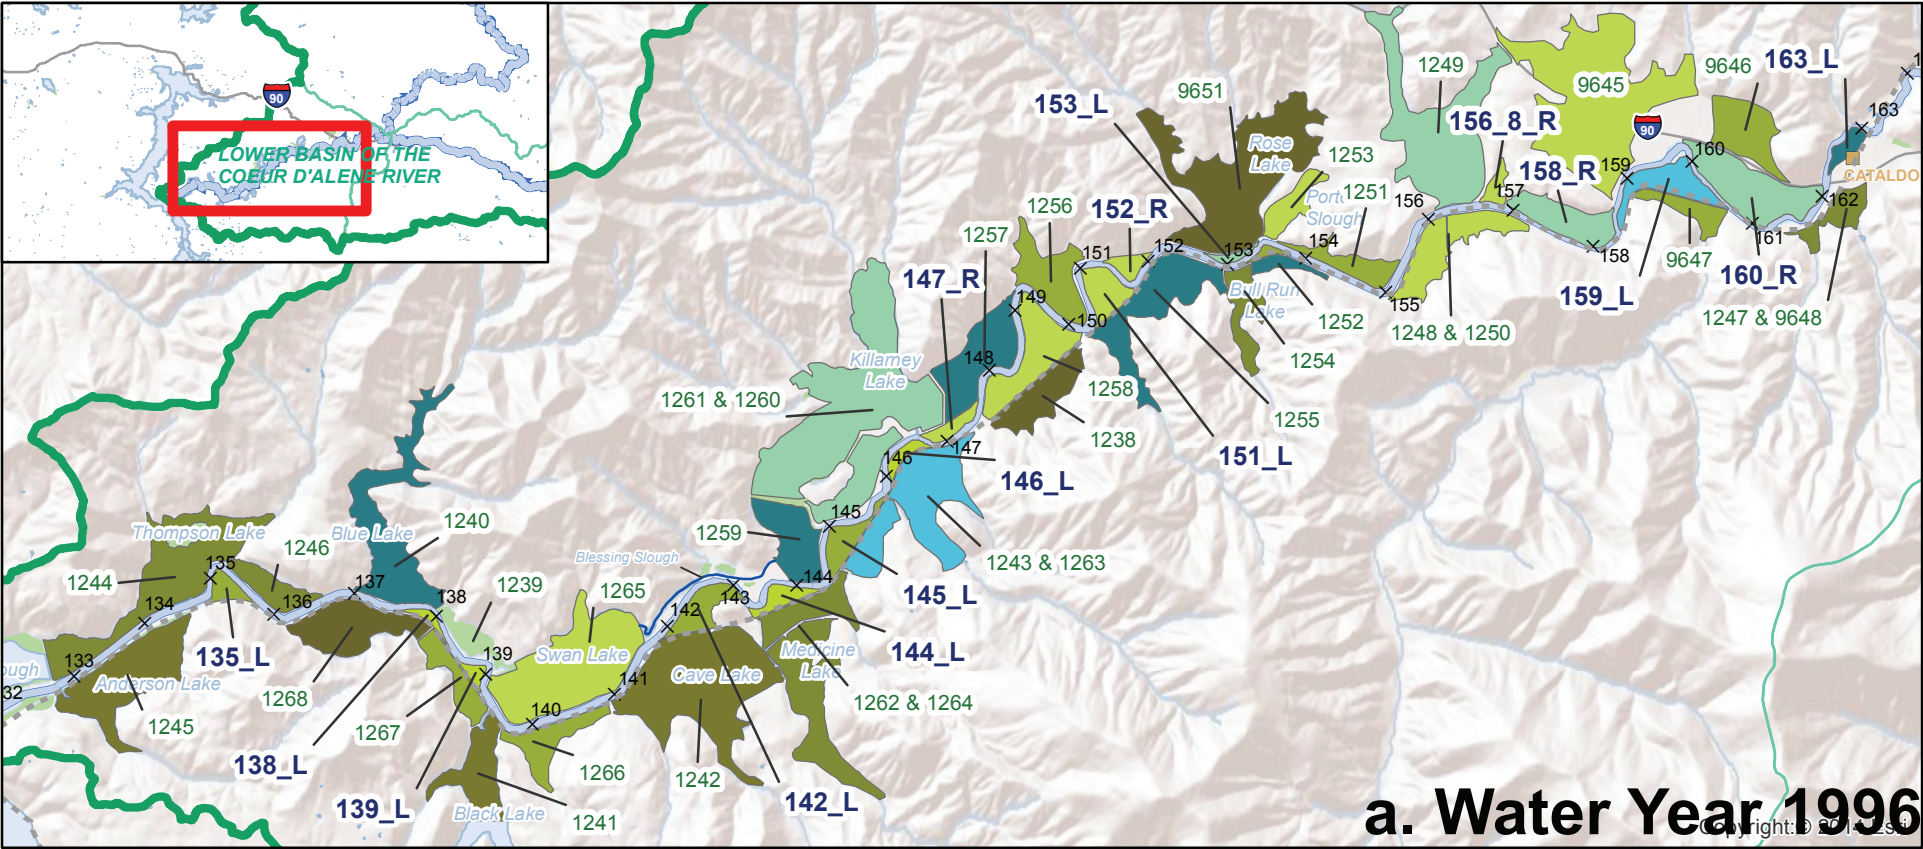 90
LOWER BASIN OF THE
COEUR D'ALENE RIVER
1249
9645
9646
163_L
163
153_L
9651
156_8_R
90
Rose
Lake
1253
1251
Porter
Slough
158_R
159
160
CATALDO
162
161
1256
152_R
156
157
1257
151
152
153
154
158
9647
160_R
147_R
149
150
Bull Run
Lake
155
159_L
1247 & 9648
1252
1248 & 1250
1254
Killarney
Lake
148
1258
1261 & 1260
1255
1238
151_L
147
146
146_L
145
1259
1243 & 1263
Thompson Lake
Blue Lake
1240
1246
Blessing Slough
135
1244
137
138
1239
1265
144
143
145_L
134
136
142
144_L
133
135_L
139
Swan Lake
Cave Lake
Medicine
Lake
ough
32
Anderson Lake
1268
141
1262 & 1264
1245
140
1267
138_L
1266
1242
142_L
139_L
Black Lake
1241
a. Water Year 1996
Copyright:© 2014 Esri